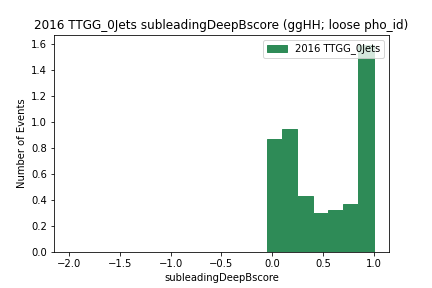 2016 TTGG_0Jets subleadingDeepBscore (ggHH; loose pho_id)
2016 TTGG_0Jets
Number of Events
1.6
1.4
1.2
1.0
0.8
0.6
0.4
0.2
0.0
−2.0 −1.5 −1.0 −0.5 0.0 0.5 1.0
subleadingDeepBscore